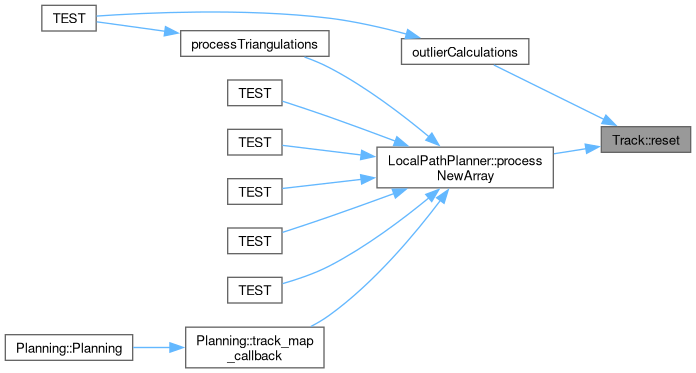 TEST
processTriangulations
outlierCalculations
TEST
TEST
Track::reset
LocalPathPlanner::process
NewArray
TEST
TEST
TEST
Planning::Planning
Planning::track_map
_callback